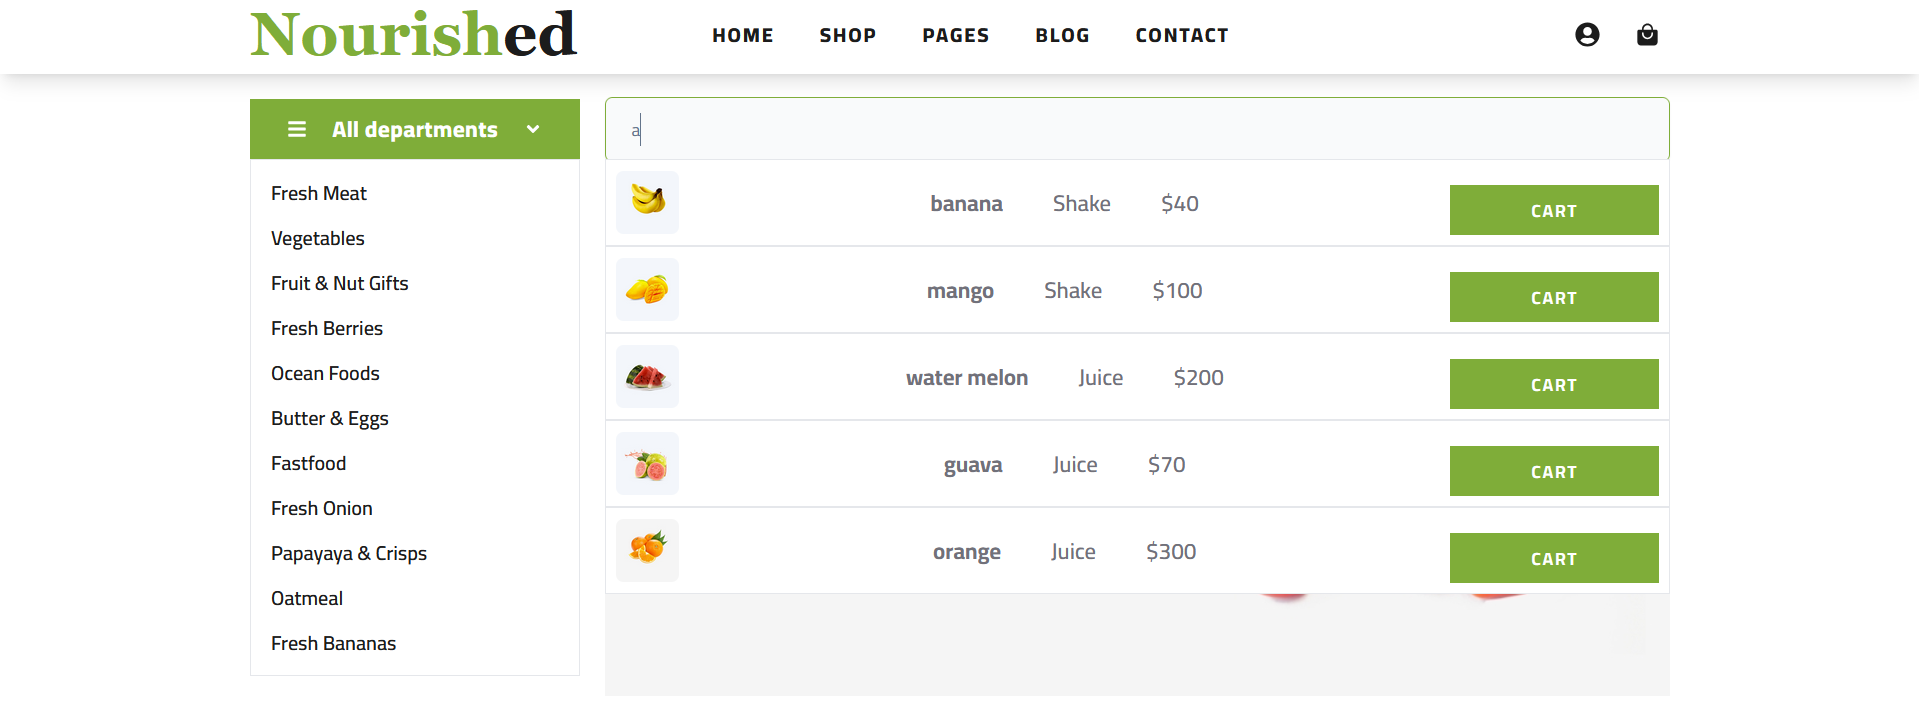 Nourished
HOME SHOP PAGES BLOG CONTACT
All departments
Fresh Meat
Vegetables
Fruit & Nut Gifts
Fresh Berries
Ocean Foods
Butter & Eggs
Fastfood
Fresh Onion
Papayaya & Crisps
Oatmeal
Fresh Bananas
a
banana Shake $40 CART
mango Shake $100 CART
water melon Juice $200 CART
guava Juice $70 CART
orange Juice $300 CART